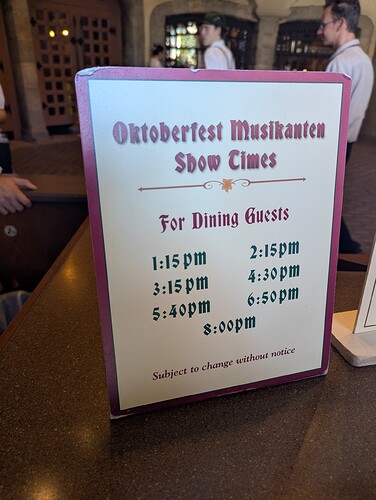 Oktoberfest Musikanten
Show Times
For Dining Guests
1:15pm 2:15pm
3:15pm 4:30pm
5:40pm 6:50pm
8:00pm
Subject to change without notice